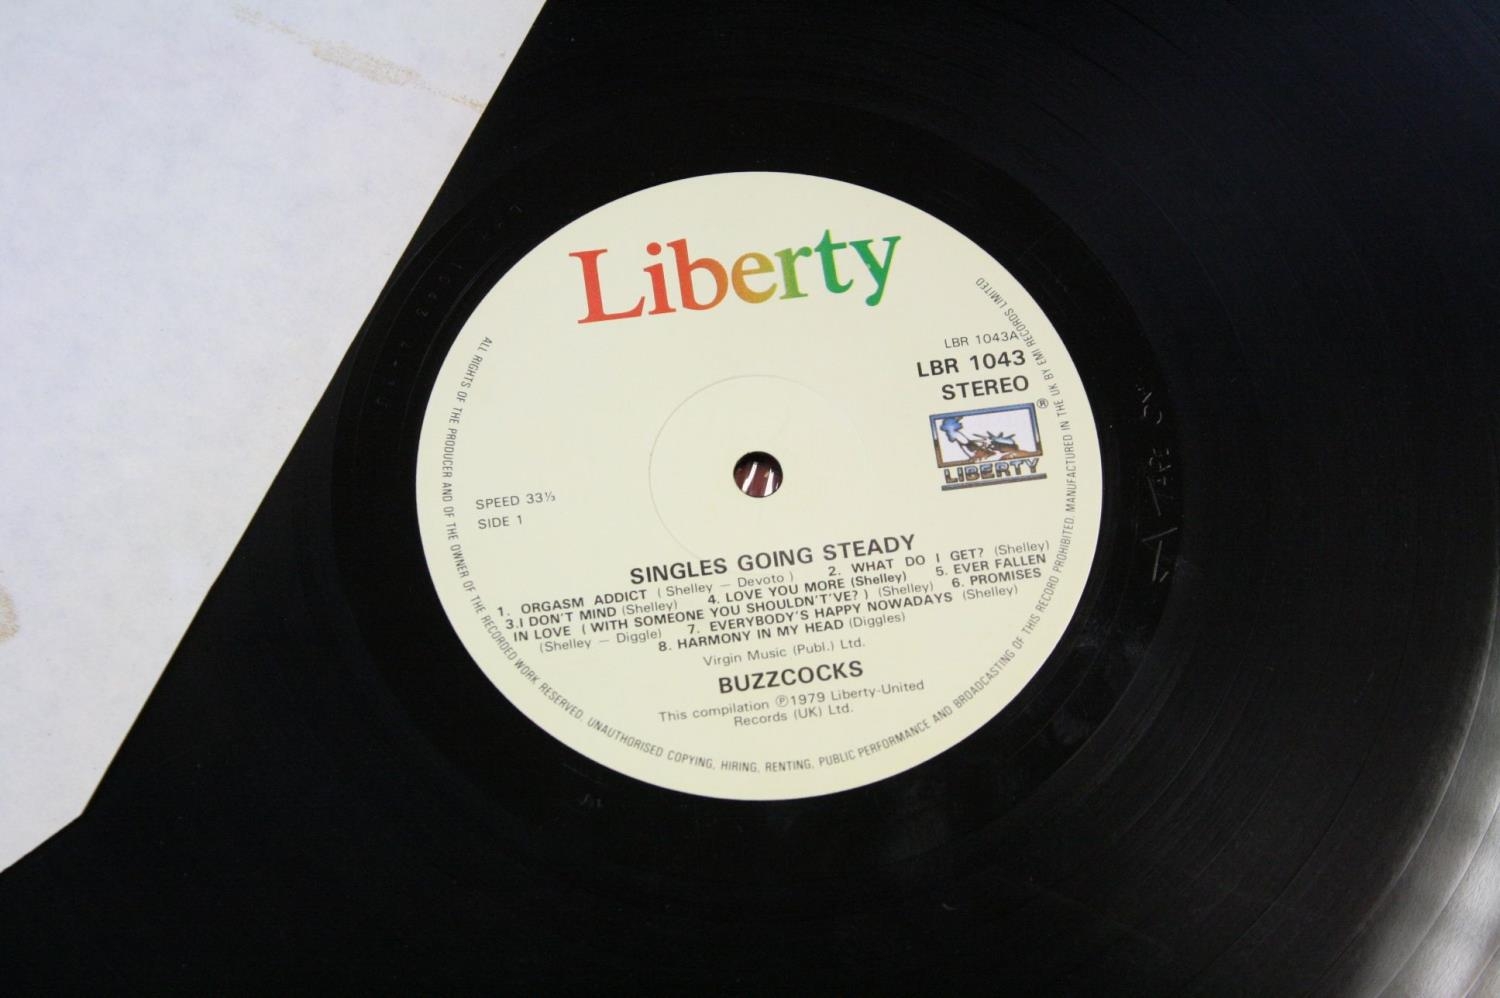 Liberty
LBR 1043A
LBR 1043
STEREO
®
LIBERTY
SPEED 33⅓
SIDE 1
SINGLES GOING STEADY
1. ORGASM ADDICT ( Shelley – Devoto ) 2. WHAT DO I GET? (Shelley)
3.I DON'T MIND (Shelley) 4. LOVE YOU MORE (Shelley) 5. EVER FALLEN
IN LOVE ( WITH SOMEONE YOU SHOULDN'T'VE? ) (Shelley) 6. PROMISES
(Shelley – Diggle) 7. EVERYBODY'S HAPPY NOWADAYS (Shelley)
8. HARMONY IN MY HEAD (Diggles)
Virgin Music (Publ.) Ltd.
BUZZCOCKS
This compilation ℗1979 Liberty-United
Records (UK) Ltd.
ALL RIGHTS OF THE PRODUCER AND OF THE OWNER OF THE RECORDED WORK RESERVED. UNAUTHORISED COPYING, HIRING, RENTING, PUBLIC PERFORMANCE AND BROADCASTING OF THIS RECORD PROHIBITED. MANUFACTURED IN THE UK BY EMI RECORDS LIMITED